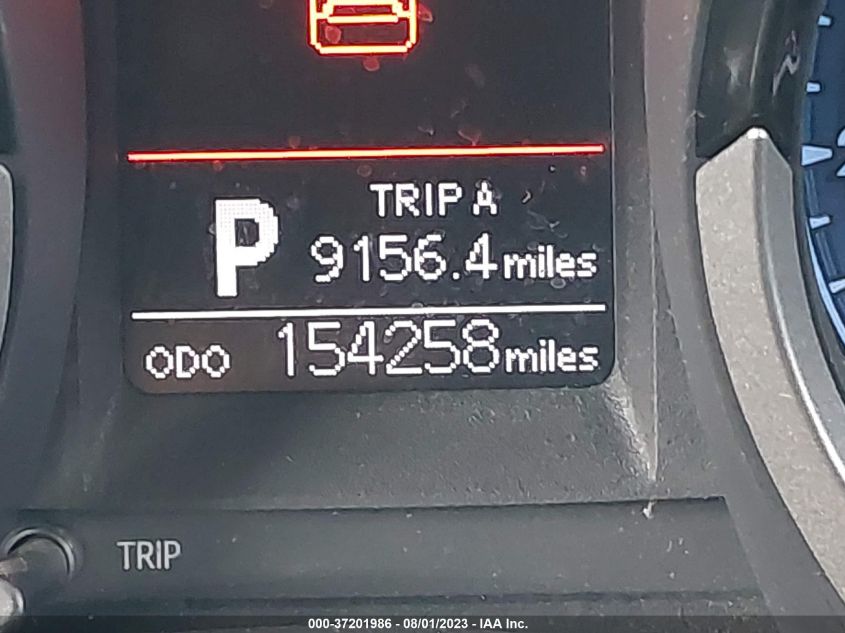 TRIP A
P 9156.4 miles
ODO 154258 miles
TRIP
000-37201986 - 08/01/2023 - IAA Inc.